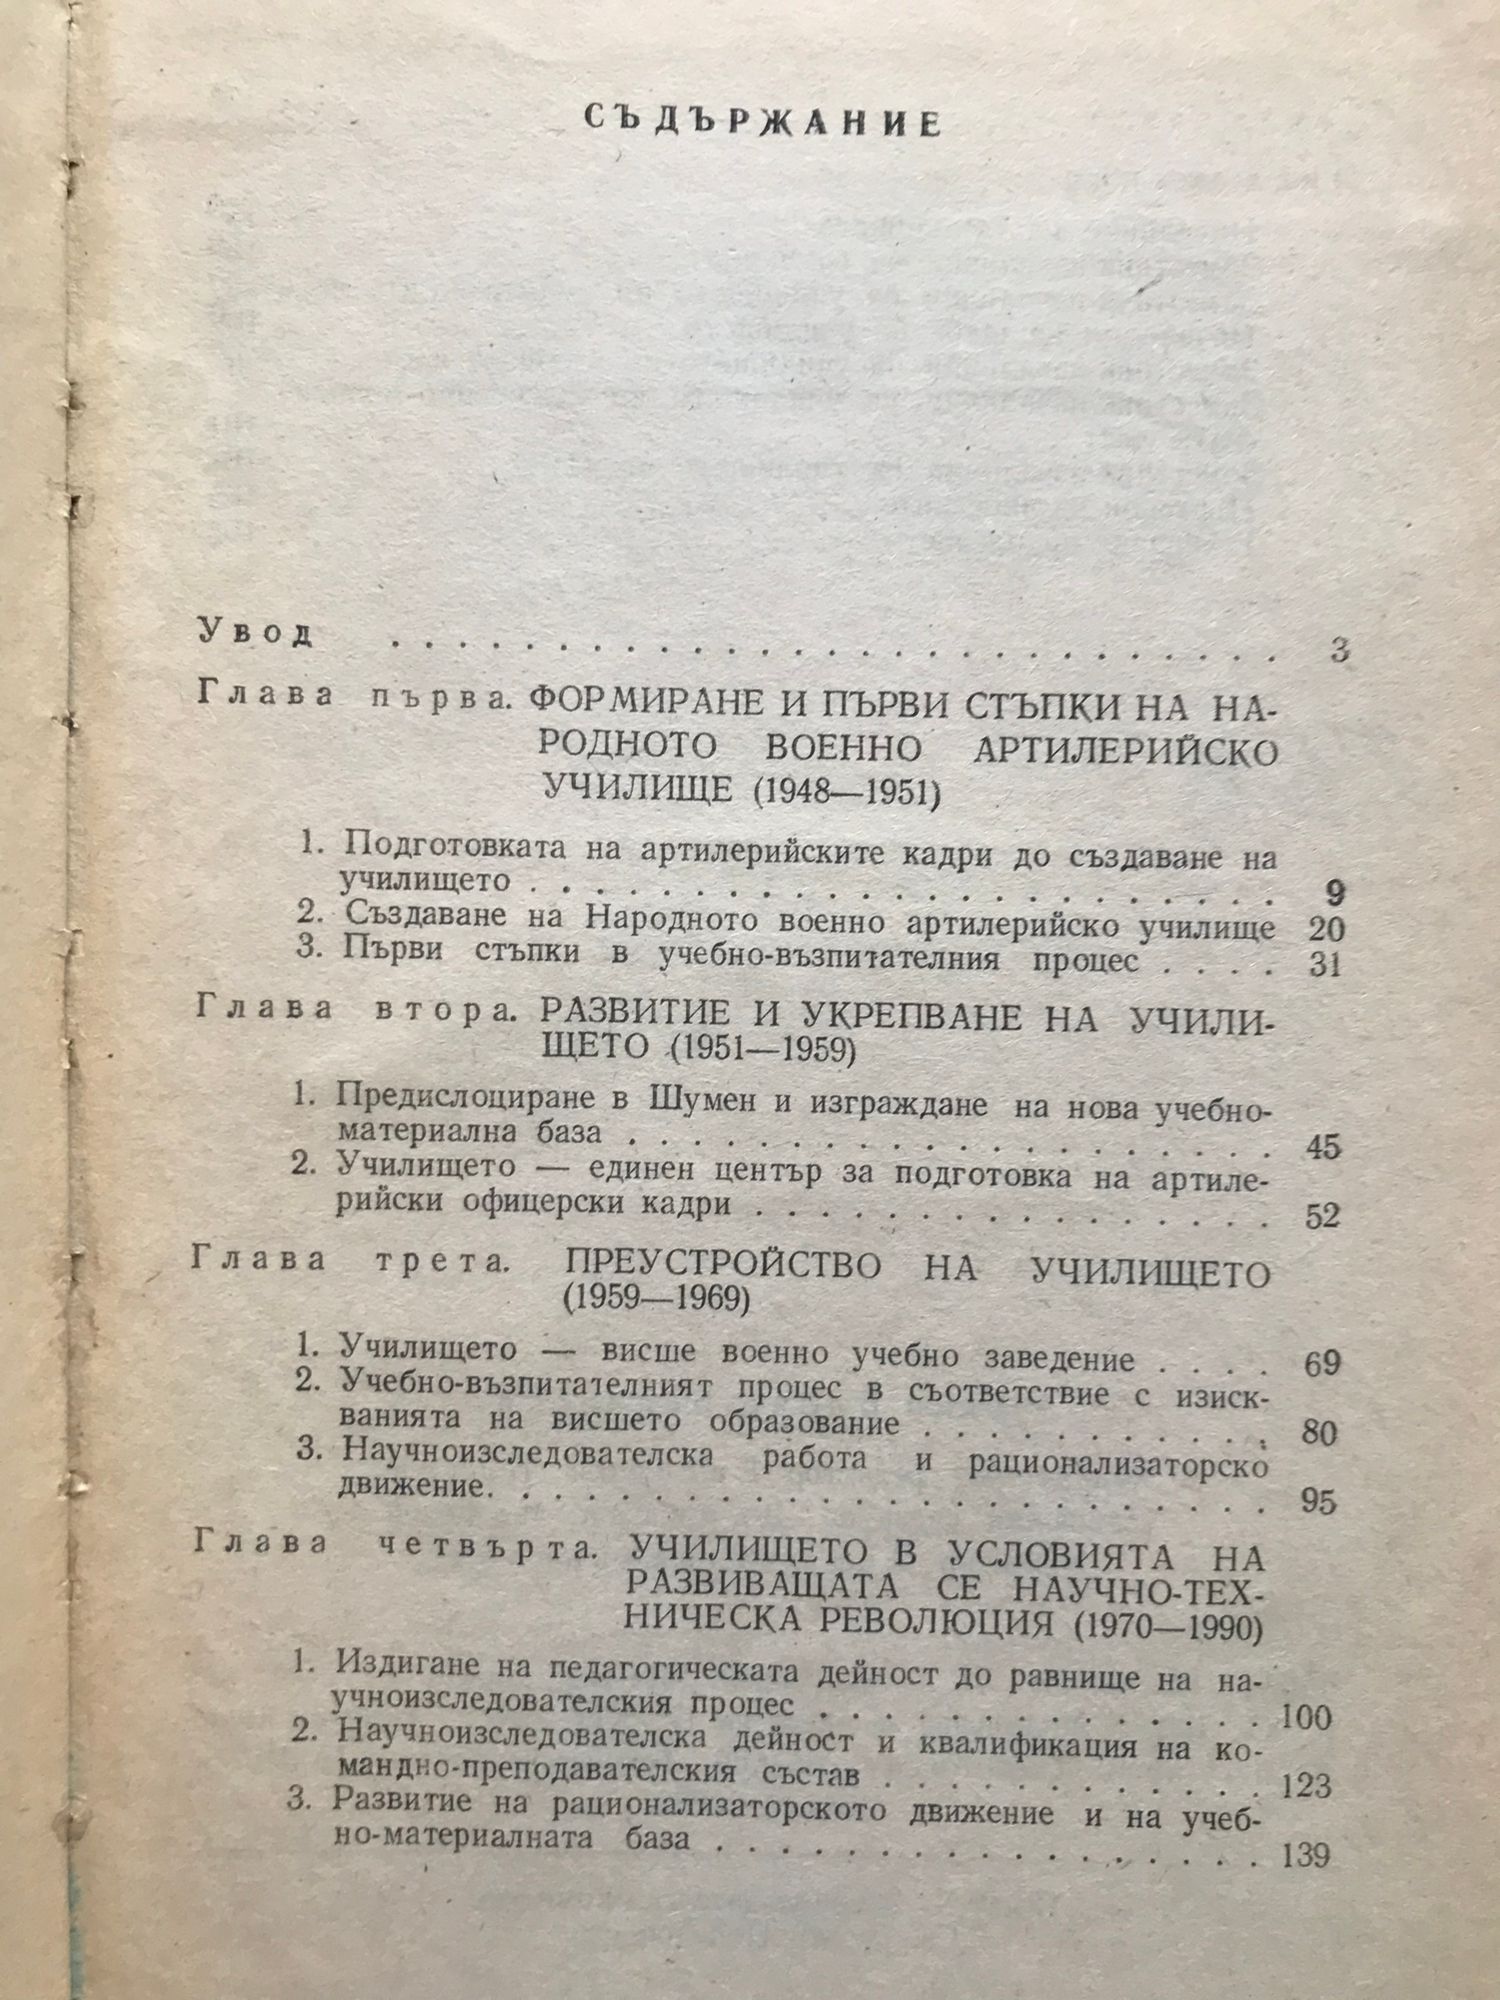 СЪДЪРЖАНИЕ
Увод . . . . . . . . . . . . . . . . . . . . . . . . . . . 3
Глава първа. ФОРМИРАНЕ И ПЪРВИ СТЪПКИ НА НА-
РОДНОТО ВОЕННО АРТИЛЕРИЙСКО
УЧИЛИЩЕ (1948—1951)
1. Подготовката на артилерийските кадри до създаване на
училището . . . . . . . . . . . . . . . . . . . . . . . 9
2. Създаване на Народното военно артилерийско училище 20
3. Първи стъпки в учебно-възпитателния процес . . . . 31
Глава втора. РАЗВИТИЕ И УКРЕПВАНЕ НА УЧИЛИ-
ЩЕТО (1951—1959)
1. Предислоциране в Шумен и изграждане на нова учебно-
материална база . . . . . . . . . . . . . . . . . . . . 45
2. Училището — единен център за подготовка на артиле-
рийски офицерски кадри . . . . . . . . . . . . . . . . 52
Глава трета. ПРЕУСТРОЙСТВО НА УЧИЛИЩЕТО
(1959—1969)
1. Училището — висше военно учебно заведение . . . . 69
2. Учебно-възпитателният процес в съответствие с изиск-
ванията на висшето образование . . . . . . . . . . . 80
3. Научноизследователска работа и рационализаторско
движение. . . . . . . . . . . . . . . . . . . . . . . . 95
Глава четвърта. УЧИЛИЩЕТО В УСЛОВИЯТА НА
РАЗВИВАЩАТА СЕ НАУЧНО-ТЕХ-
НИЧЕСКА РЕВОЛЮЦИЯ (1970—1990)
1. Издигане на педагогическата дейност до равнище на на-
учноизследователския процес . . . . . . . . . . . . . . 100
2. Научноизследователска дейност и квалификация на ко-
мандно-преподавателския състав . . . . . . . . . . . . 123
3. Развитие на рационализаторското движение и на учеб-
но-материалната база . . . . . . . . . . . . . . . . . 139